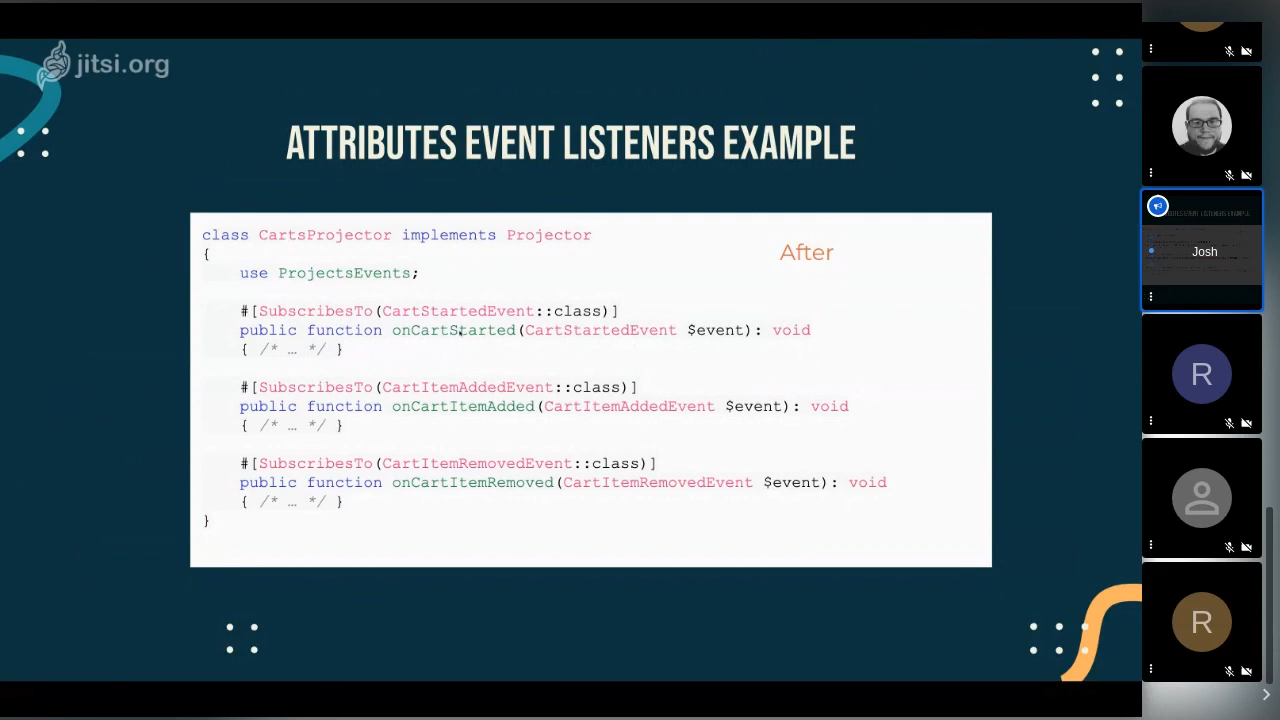 jitsi.org
ATTRIBUTES EVENT LISTENERS EXAMPLE
After
class CartsProjector implements Projector
{
    use ProjectsEvents;
    #[SubscribesTo(CartStartedEvent::class)]
    public function onCartStarted(CartStartedEvent $event): void
    { /* … */ }
    #[SubscribesTo(CartItemAddedEvent::class)]
    public function onCartItemAdded(CartItemAddedEvent $event): void
    { /* … */ }
    #[SubscribesTo(CartItemRemovedEvent::class)]
    public function onCartItemRemoved(CartItemRemovedEvent $event): void
    { /* … */ }
}
Josh
R
R